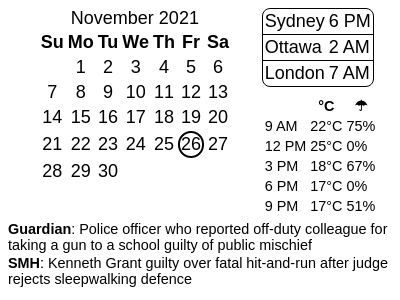 November 2021
Su Mo Tu We Th Fr Sa
1 2 3 4 5 6
7 8 9 10 11 12 13
14 15 16 17 18 19 20
21 22 23 24 25 26 27
28 29 30
Sydney 6 PM
Ottawa 2 AM
London 7 AM
°C ☂
9 AM 22°C 75%
12 PM 25°C 0%
3 PM 18°C 67%
6 PM 17°C 0%
9 PM 17°C 51%
Guardian: Police officer who reported off-duty colleague for
taking a gun to a school guilty of public mischief
SMH: Kenneth Grant guilty over fatal hit-and-run after judge
rejects sleepwalking defence